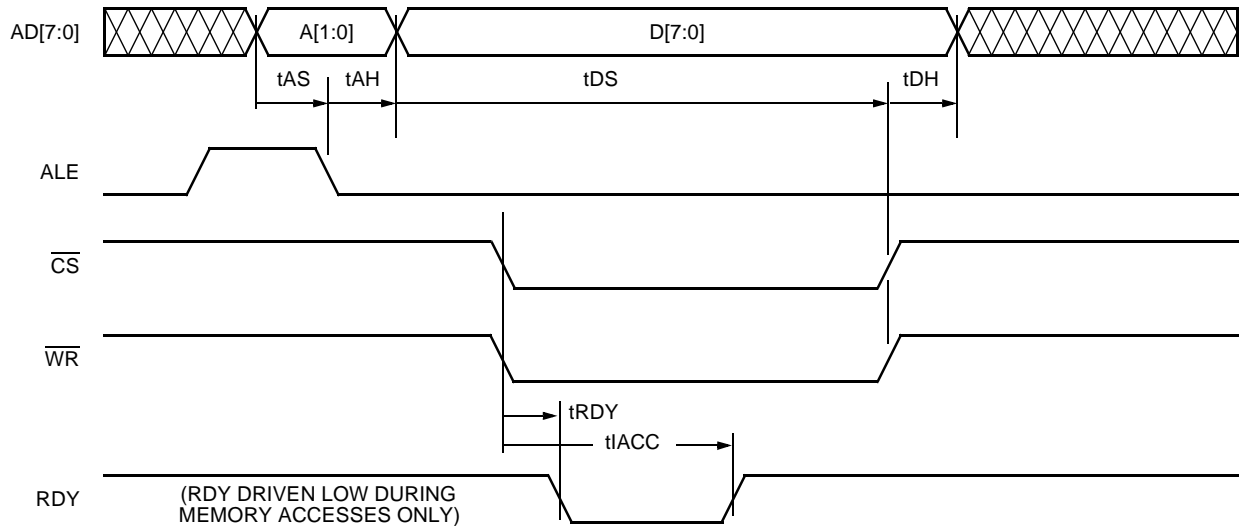 AD[7:0]
A[1:0]
D[7:0]
tAS
tAH
tDS
tDH
ALE
CS
WR
tRDY
tIACC
RDY
(RDY DRIVEN LOW DURING
MEMORY ACCESSES ONLY)